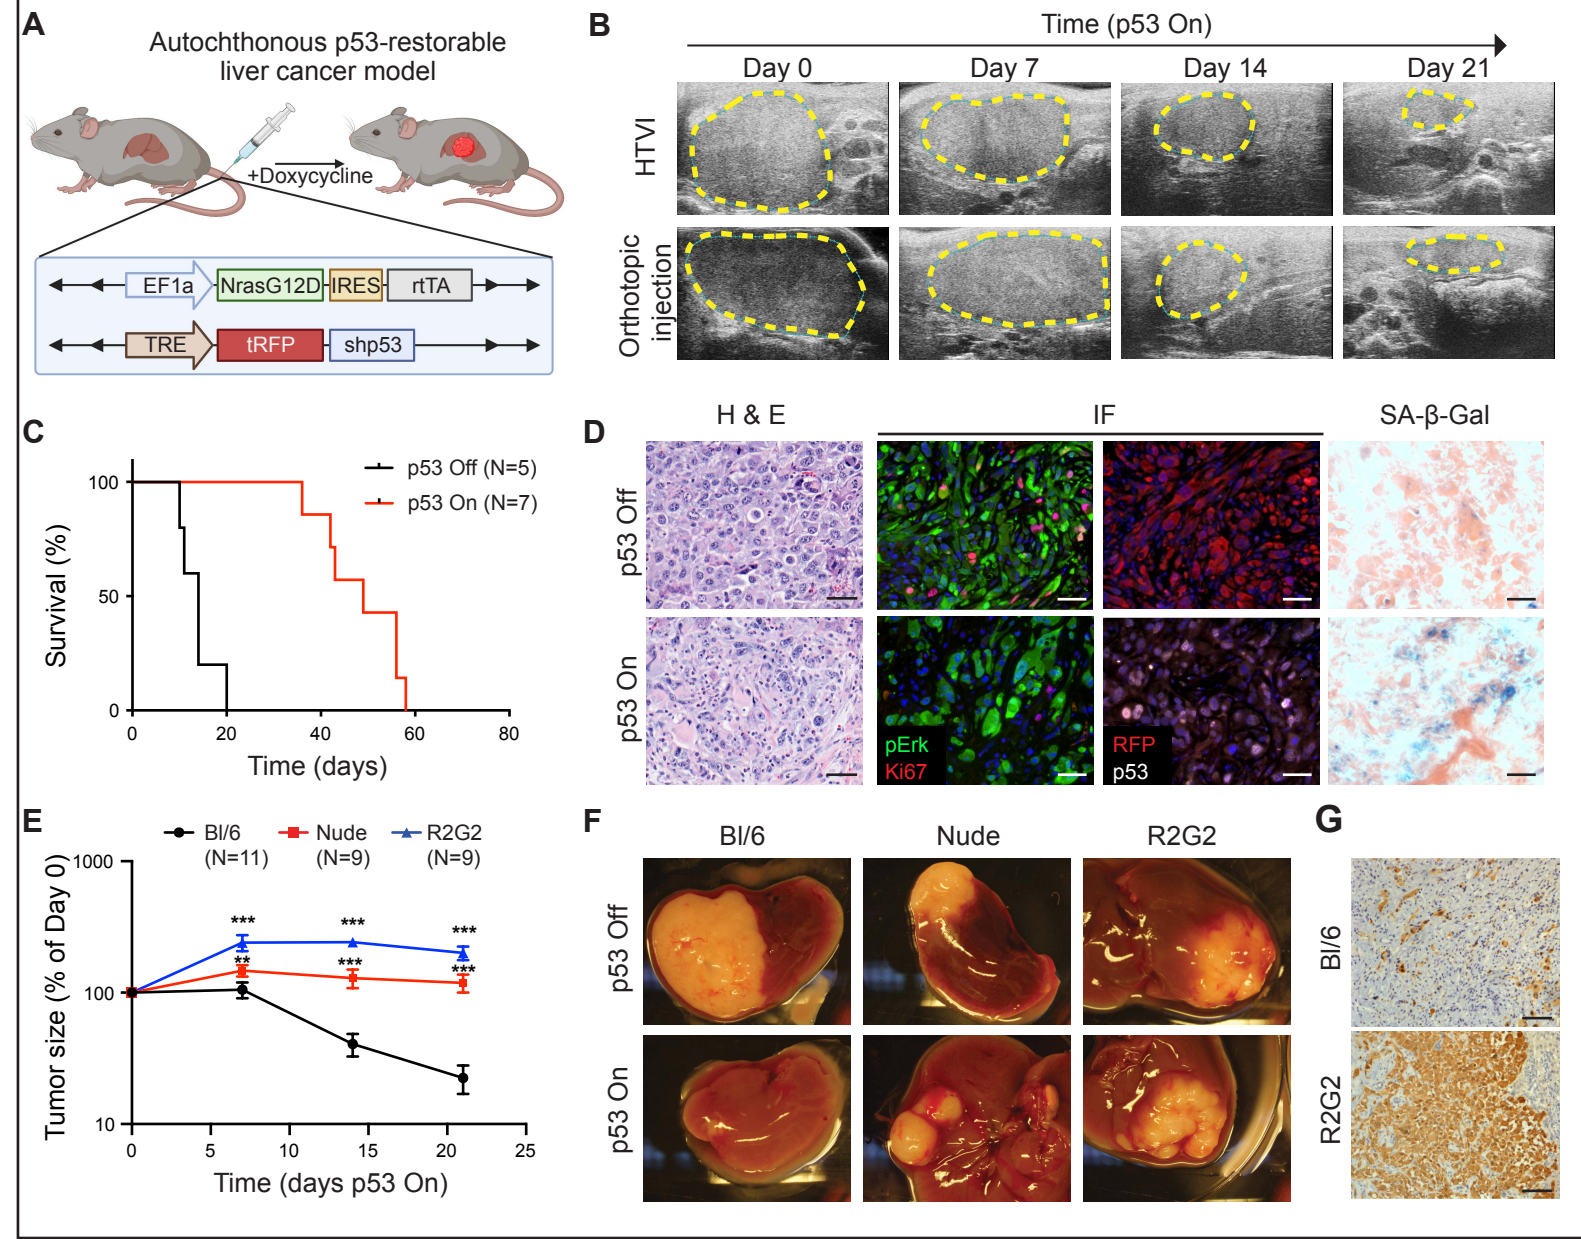 A
Autochthonous p53-restorable
liver cancer model
+Doxycycline
EF1a NrasG12D IRES rtTA
TRE tRFP shp53
B
Time (p53 On)
Day 0 Day 7 Day 14 Day 21
HTVI
Orthotopic
injection
C
p53 Off (N=5)
p53 On (N=7)
Survival (%)
100
50
0
0 20 40 60 80
Time (days)
D
H & E IF SA-β-Gal
p53 Off
p53 On
pErk
Ki67
RFP
p53
E
Bl/6 Nude R2G2
(N=11) (N=9) (N=9)
Tumor size (% of Day 0)
1000
100
10
*** *** ***
** *** ***
0 5 10 15 20 25
Time (days p53 On)
F
Bl/6 Nude R2G2
p53 Off
p53 On
G
Bl/6
R2G2